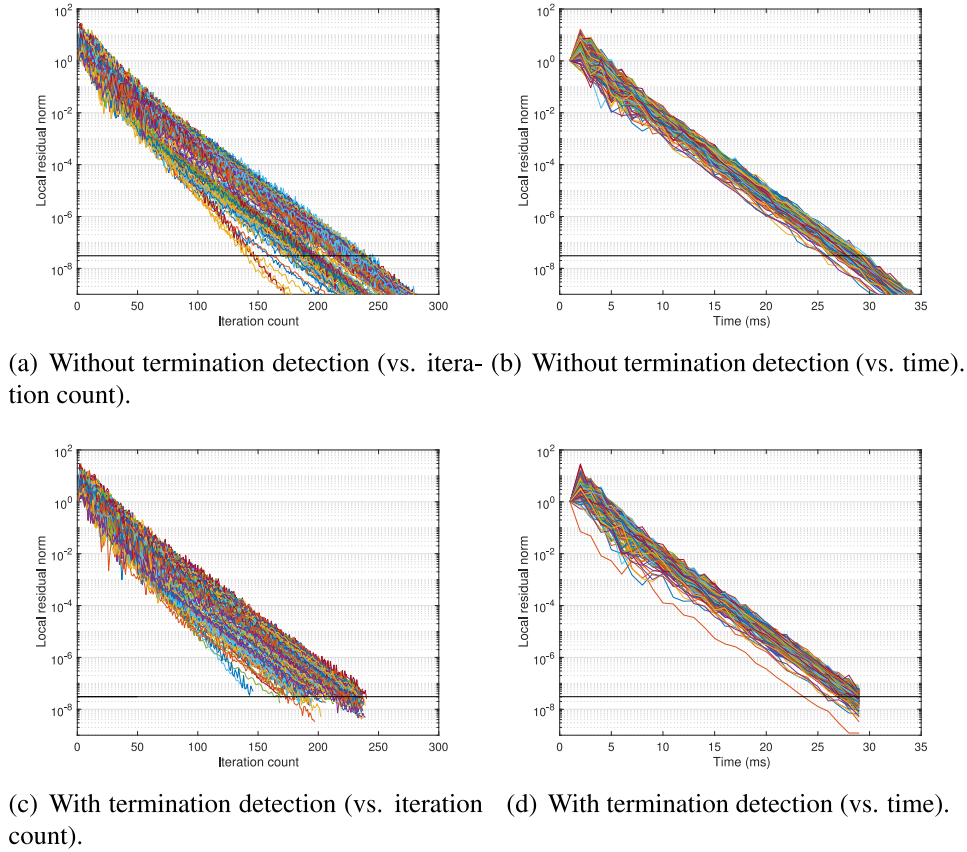 10^2
10^0
10^-2
10^-4
10^-6
10^-8
Local residual norm
0 50 100 150 200 250 300
Iteration count
10^2
10^0
10^-2
10^-4
10^-6
10^-8
Local residual norm
0 5 10 15 20 25 30 35
Time (ms)
(a) Without termination detection (vs. itera-
tion count).
(b) Without termination detection (vs. time).
10^2
10^0
10^-2
10^-4
10^-6
10^-8
Local residual norm
0 50 100 150 200 250 300
Iteration count
10^2
10^0
10^-2
10^-4
10^-6
10^-8
Local residual norm
0 5 10 15 20 25 30 35
Time (ms)
(c) With termination detection (vs. iteration
count).
(d) With termination detection (vs. time).